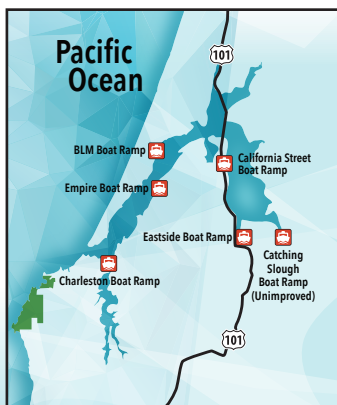 Pacific
Ocean
101
BLM Boat Ramp
California Street
Boat Ramp
Empire Boat Ramp
Eastside Boat Ramp
Catching
Slough
Boat Ramp
(Unimproved)
Charleston Boat Ramp
101